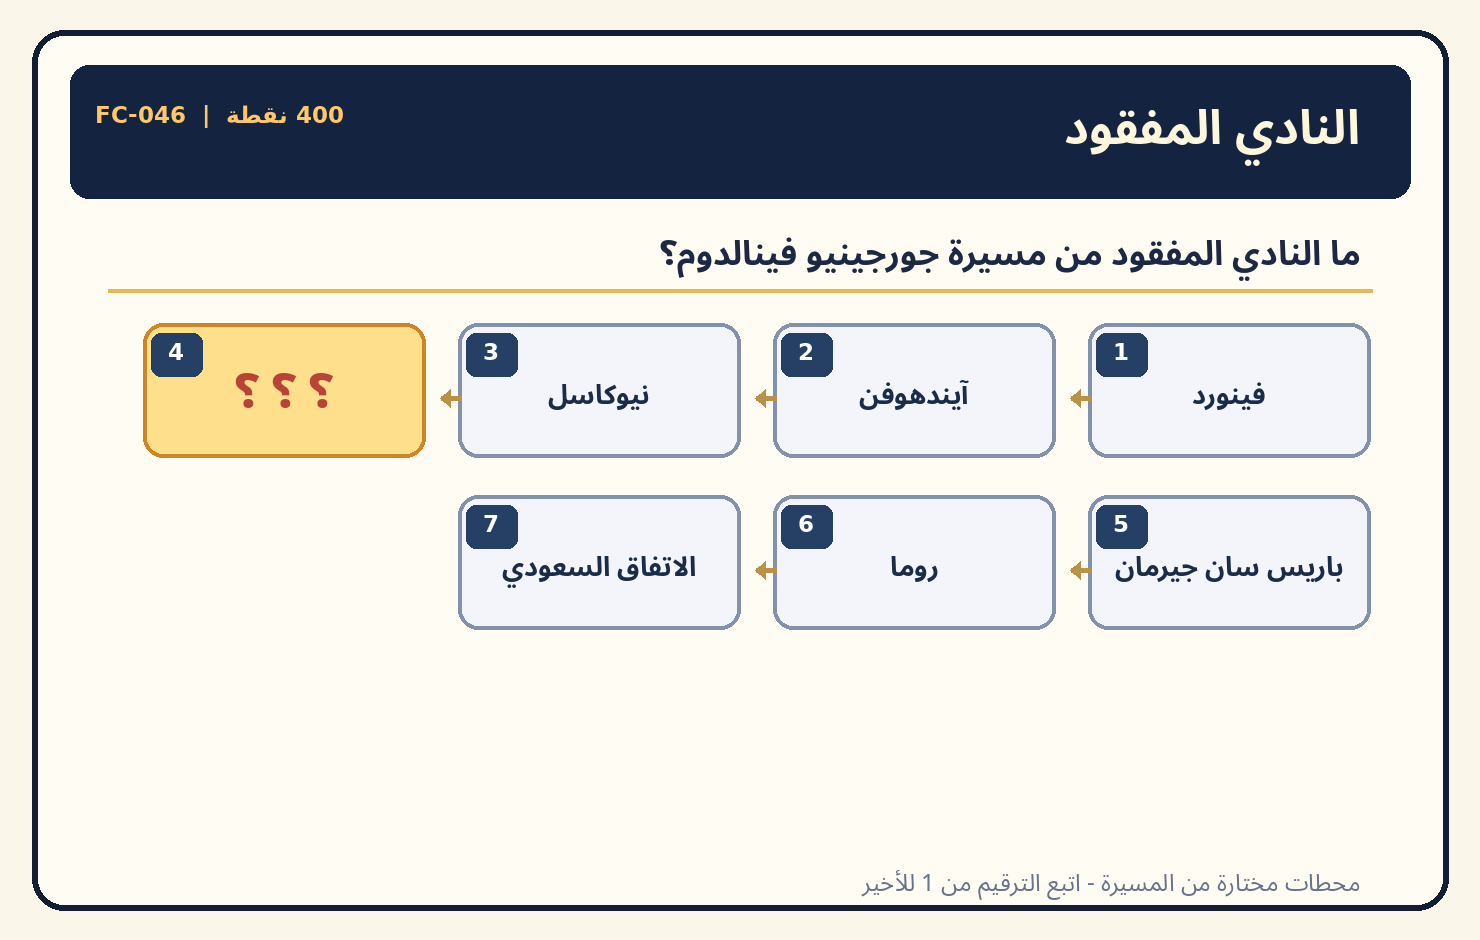 النادي المفقود
400 نقطة | FC-046
ما النادي المفقود من مسيرة جورجينيو فينالدوم؟
1
فينورد
2
آيندهوفن
3
نيوكاسل
4
؟ ؟ ؟
5
باريس سان جيرمان
6
روما
7
الاتفاق السعودي
محطات مختارة من المسيرة - اتبع الترقيم من 1 للأخير